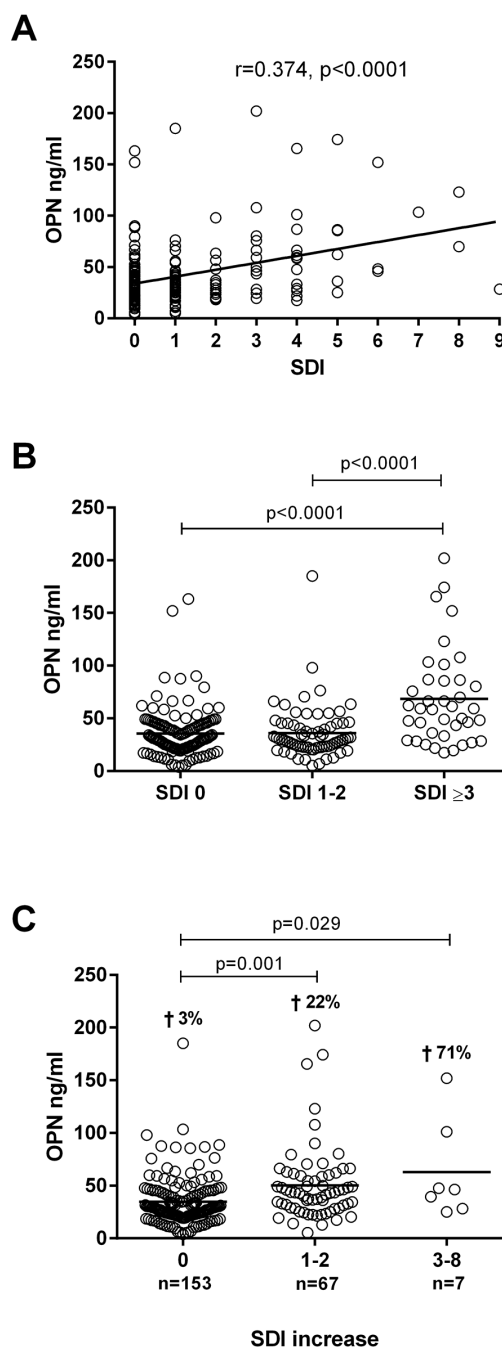 A
r=0.374, p<0.0001
250
200
150
100
50
0
OPN ng/ml
0 1 2 3 4 5 6 7 8 9
SDI
B
p<0.0001
p<0.0001
250
200
150
100
50
0
OPN ng/ml
SDI 0 SDI 1-2 SDI ≥3
C
p=0.029
p=0.001
250
200
150
100
50
0
OPN ng/ml
† 3% † 22% † 71%
0 1-2 3-8
n=153 n=67 n=7
SDI increase